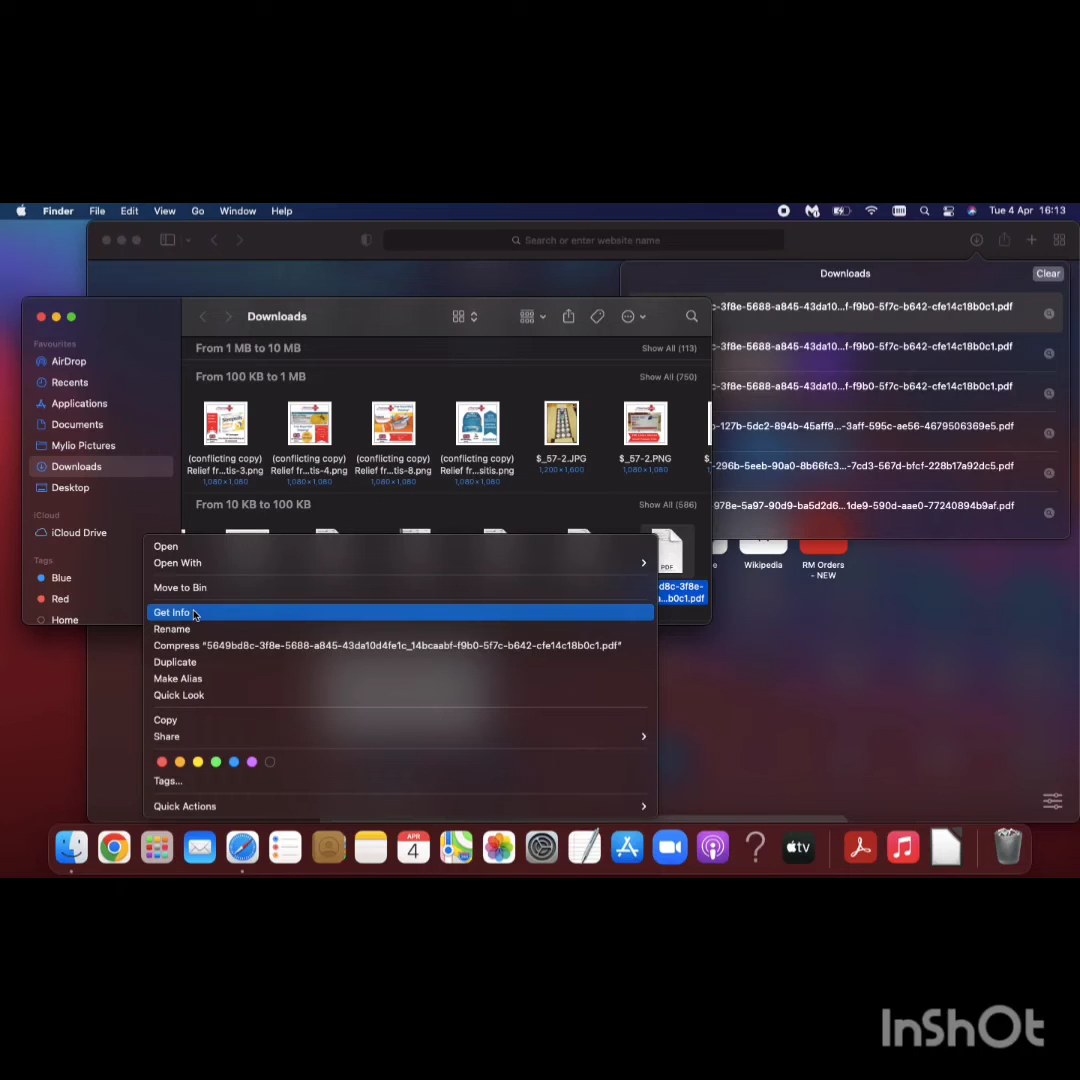 Finder File Edit View Go Window Help Tue 4 Apr 16:13
Search or enter website name
Downloads Clear
-3f8e-5688-a845-43da10...f-f9b0-5f7c-b642-cfe14c18b0c1.pdf
-3f8e-5688-a845-43da10...f-f9b0-5f7c-b642-cfe14c18b0c1.pdf
-3f8e-5688-a845-43da10...f-f9b0-5f7c-b642-cfe14c18b0c1.pdf
-127b-5dc2-894b-45aff9...-3aff-595c-ae56-4679506369e5.pdf
-296b-5eeb-90a0-8b66fc3...-7cd3-567d-bfcf-228b17a92dc5.pdf
978e-5a97-90d9-ba5d2d6...1de9-590d-aae0-77240894b9af.pdf
Wikipedia
RM Orders
- NEW
Downloads
Favourites
AirDrop
Recents
Applications
Documents
Mylio Pictures
Downloads
Desktop
iCloud
iCloud Drive
Tags
Blue
Red
Home
From 1 MB to 10 MB Show All (113)
From 100 KB to 1 MB Show All (750)
(conflicting copy)
Relief fr...tis-3.png
1,080×1,080
(conflicting copy)
Relief fr...tis-4.png
1,080×1,080
(conflicting copy)
Relief fr...tis-8.png
1,080×1,080
(conflicting copy)
Relief fr...sitis.png
1,080×1,080
$_57-2.JPG
1,200×1,600
$_57-2.PNG
1,080×1,080
From 10 KB to 100 KB Show All (586)
PDF
d8c-3f8e-
...b0c1.pdf
Open
Open With
Move to Bin
Get Info
Rename
Compress "5649bd8c-3f8e-5688-a845-43da10d4fe1c_14bcaabf-f9b0-5f7c-b642-cfe14c18b0c1.pdf"
Duplicate
Make Alias
Quick Look
Copy
Share
Tags...
Quick Actions
APR
4
tv
InShOt